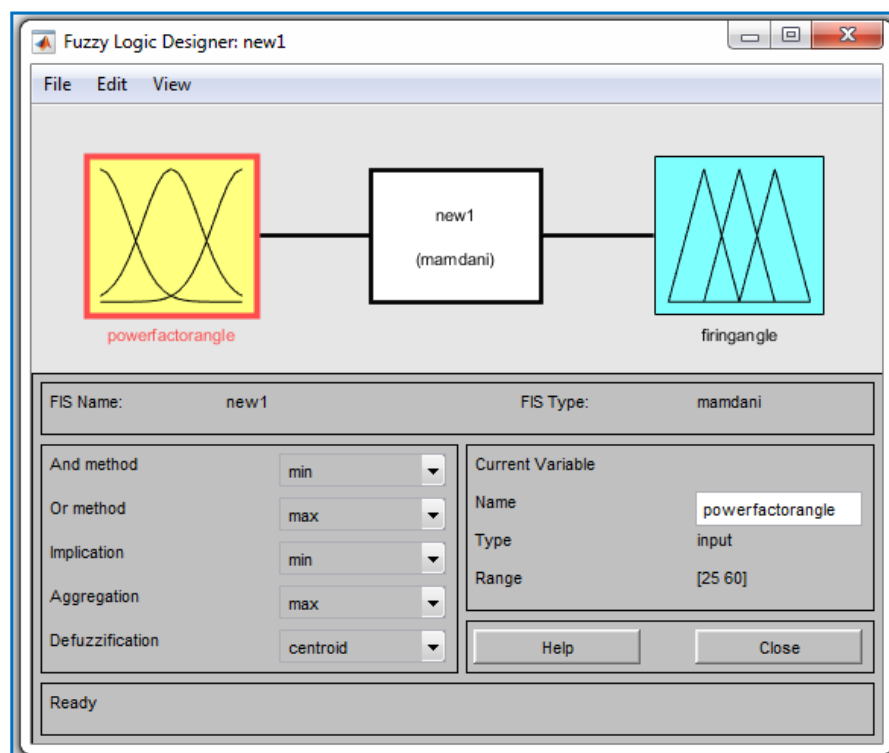 Fuzzy Logic Designer: new1
File Edit View
new1
(mamdani)
powerfactorangle
firingangle
FIS Name: new1 FIS Type: mamdani
And method min
Or method max
Implication min
Aggregation max
Defuzzification centroid
Current Variable
Name powerfactorangle
Type input
Range [25 60]
Help Close
Ready